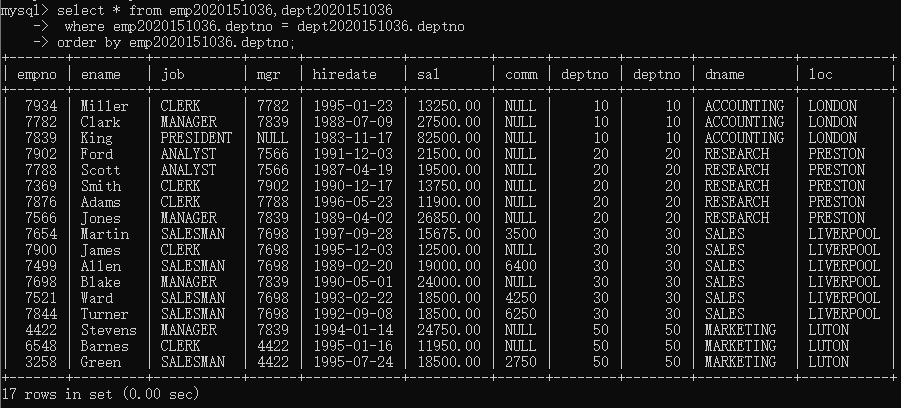 mysql> select * from emp2020151036,dept2020151036
    ->  where emp2020151036.deptno = dept2020151036.deptno
    -> order by emp2020151036.deptno;
+-------+---------+-----------+------+------------+----------+------+--------+--------+------------+-----------+
| empno | ename   | job       | mgr  | hiredate   | sal      | comm | deptno | deptno | dname      | loc       |
+-------+---------+-----------+------+------------+----------+------+--------+--------+------------+-----------+
|  7934 | Miller  | CLERK     | 7782 | 1995-01-23 | 13250.00 | NULL |     10 |     10 | ACCOUNTING | LONDON    |
|  7782 | Clark   | MANAGER   | 7839 | 1988-07-09 | 27500.00 | NULL |     10 |     10 | ACCOUNTING | LONDON    |
|  7839 | King    | PRESIDENT | NULL | 1983-11-17 | 82500.00 | NULL |     10 |     10 | ACCOUNTING | LONDON    |
|  7902 | Ford    | ANALYST   | 7566 | 1991-12-03 | 21500.00 | NULL |     20 |     20 | RESEARCH   | PRESTON   |
|  7788 | Scott   | ANALYST   | 7566 | 1987-04-19 | 19500.00 | NULL |     20 |     20 | RESEARCH   | PRESTON   |
|  7369 | Smith   | CLERK     | 7902 | 1990-12-17 | 13750.00 | NULL |     20 |     20 | RESEARCH   | PRESTON   |
|  7876 | Adams   | CLERK     | 7788 | 1996-05-23 | 11900.00 | NULL |     20 |     20 | RESEARCH   | PRESTON   |
|  7566 | Jones   | MANAGER   | 7839 | 1989-04-02 | 26850.00 | NULL |     20 |     20 | RESEARCH   | PRESTON   |
|  7654 | Martin  | SALESMAN  | 7698 | 1997-09-28 | 15675.00 | 3500 |     30 |     30 | SALES      | LIVERPOOL |
|  7900 | James   | CLERK     | 7698 | 1995-12-03 | 12500.00 | NULL |     30 |     30 | SALES      | LIVERPOOL |
|  7499 | Allen   | SALESMAN  | 7698 | 1989-02-20 | 19000.00 | 6400 |     30 |     30 | SALES      | LIVERPOOL |
|  7698 | Blake   | MANAGER   | 7839 | 1990-05-01 | 24000.00 | NULL |     30 |     30 | SALES      | LIVERPOOL |
|  7521 | Ward    | SALESMAN  | 7698 | 1993-02-22 | 18500.00 | 4250 |     30 |     30 | SALES      | LIVERPOOL |
|  7844 | Turner  | SALESMAN  | 7698 | 1992-09-08 | 18500.00 | 6250 |     30 |     30 | SALES      | LIVERPOOL |
|  4422 | Stevens | MANAGER   | 7839 | 1994-01-14 | 24750.00 | NULL |     50 |     50 | MARKETING  | LUTON     |
|  6548 | Barnes  | CLERK     | 4422 | 1995-01-16 | 11950.00 | NULL |     50 |     50 | MARKETING  | LUTON     |
|  3258 | Green   | SALESMAN  | 4422 | 1995-07-24 | 18500.00 | 2750 |     50 |     50 | MARKETING  | LUTON     |
+-------+---------+-----------+------+------------+----------+------+--------+--------+------------+-----------+
17 rows in set (0.00 sec)